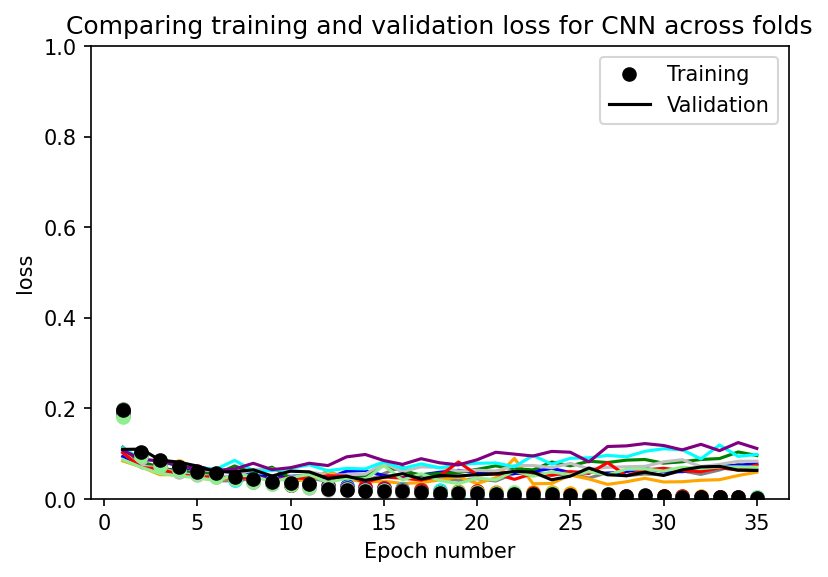 Comparing training and validation loss for CNN across folds
1.0
0.8
0.6
0.4
0.2
0.0
loss
Training
Validation
0 5 10 15 20 25 30 35
Epoch number